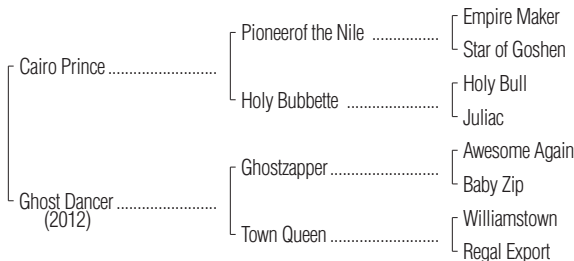 Empire Maker
Pioneerof the Nile ................
Star of Goshen
Cairo Prince ..........................
Holy Bull
Holy Bubbette ......................
Juliac
Awesome Again
Ghostzapper ..........................
Baby Zip
Ghost Dancer ........................
(2012)
Williamstown
Town Queen ..........................
Regal Export